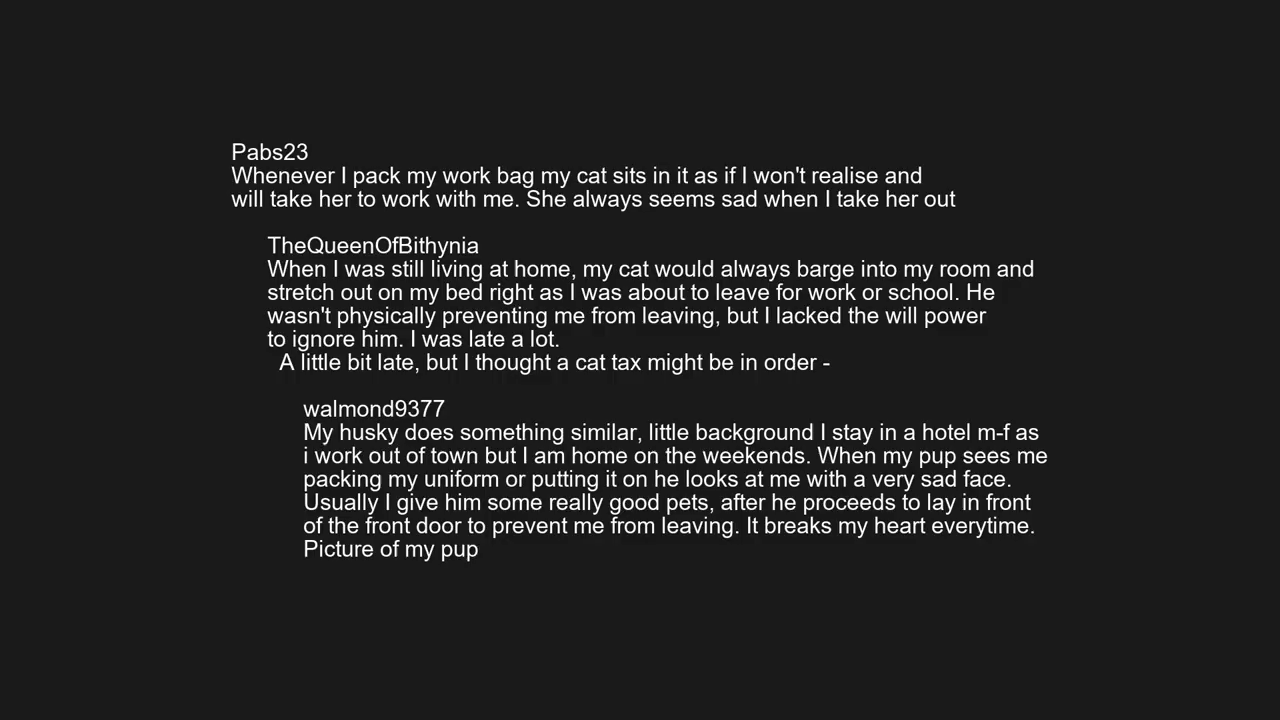 Pabs23
Whenever I pack my work bag my cat sits in it as if I won't realise and
will take her to work with me. She always seems sad when I take her out
TheQueenOfBithynia
When I was still living at home, my cat would always barge into my room and
stretch out on my bed right as I was about to leave for work or school. He
wasn't physically preventing me from leaving, but I lacked the will power
to ignore him. I was late a lot.
A little bit late, but I thought a cat tax might be in order -
walmond9377
My husky does something similar, little background I stay in a hotel m-f as
i work out of town but I am home on the weekends. When my pup sees me
packing my uniform or putting it on he looks at me with a very sad face.
Usually I give him some really good pets, after he proceeds to lay in front
of the front door to prevent me from leaving. It breaks my heart everytime.
Picture of my pup